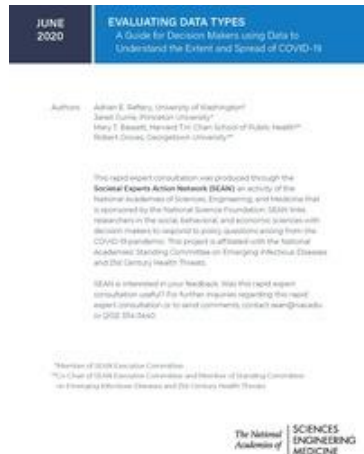 JUNE
2020
EVALUATING DATA TYPES
A Guide for Decision Makers using Data to
Understand the Extent and Spread of COVID-19
Authors: Adrian E. Raftery, University of Washington*
Janet Currie, Princeton University*
Mary T. Bassett, Harvard T.H. Chan School of Public Health**
Robert Groves, Georgetown University**
This rapid expert consultation was produced through the
Societal Experts Action Network (SEAN), an activity of the
National Academies of Sciences, Engineering, and Medicine that
is sponsored by the National Science Foundation. SEAN links
researchers in the social, behavioral, and economic sciences with
decision makers to respond to policy questions arising from the
COVID-19 pandemic. This project is affiliated with the National
Academies' Standing Committee on Emerging Infectious Diseases
and 21st Century Health Threats.
SEAN is interested in your feedback. Was this rapid expert
consultation useful? For further inquiries regarding this rapid
expert consultation or to send comments, contact sean@nas.edu
or (202) 334-3440.
*Member of SEAN Executive Committee
**Co-Chair of SEAN Executive Committee and Member of Standing Committee
on Emerging Infectious Diseases and 21st Century Health Threats
The National
Academies of
SCIENCES
ENGINEERING
MEDICINE